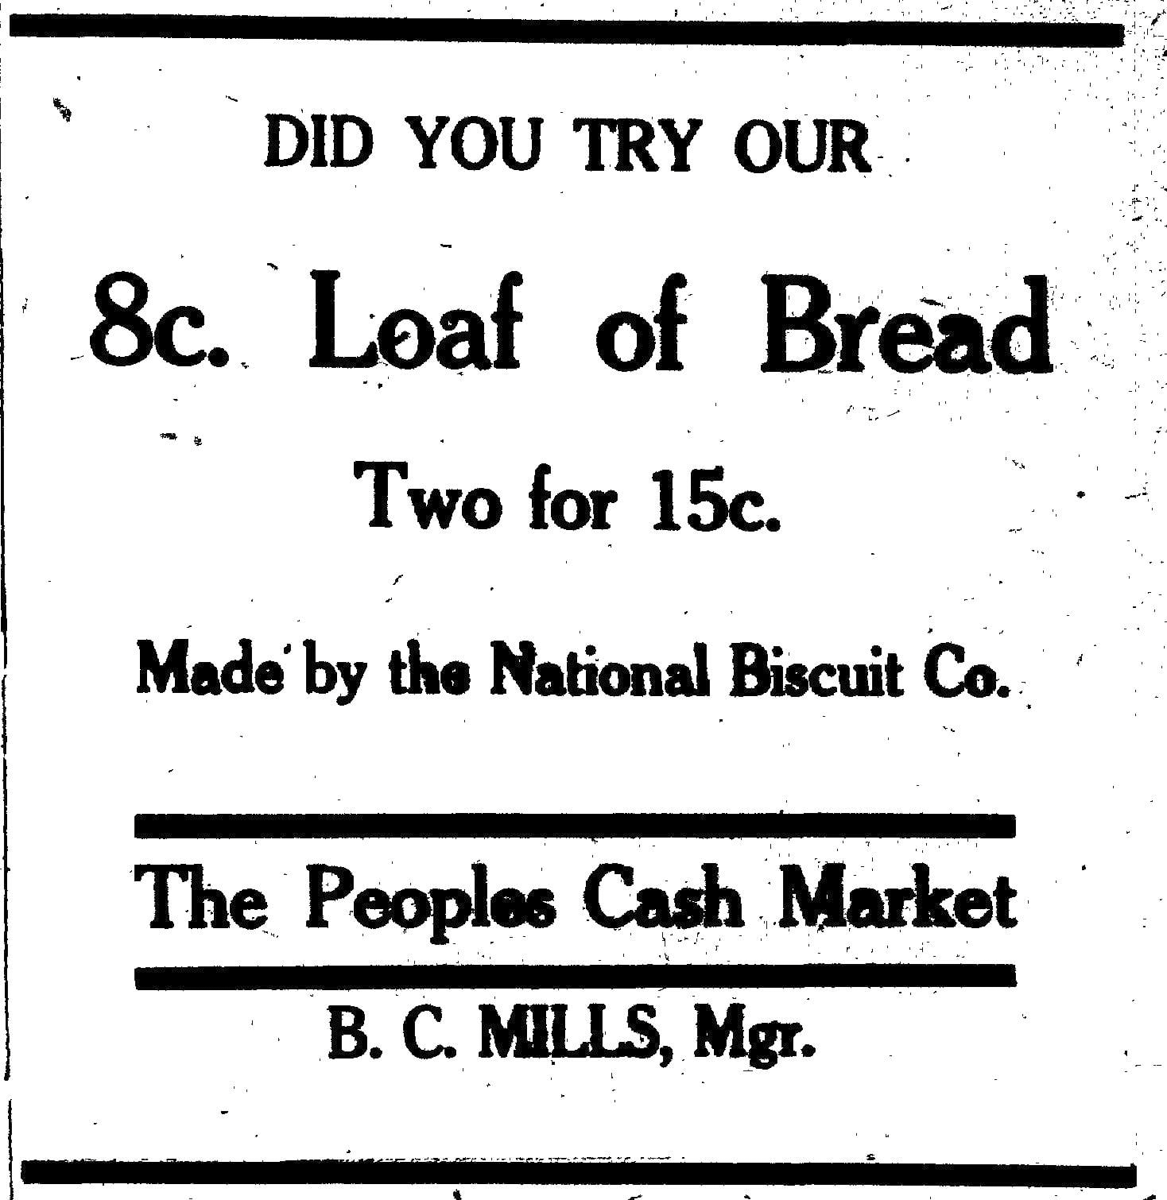 DID YOU TRY OUR
8c. Loaf of Bread
Two for 15c.
Made by the National Biscuit Co.
The Peoples Cash Market
B. C. MILLS, Mgr.